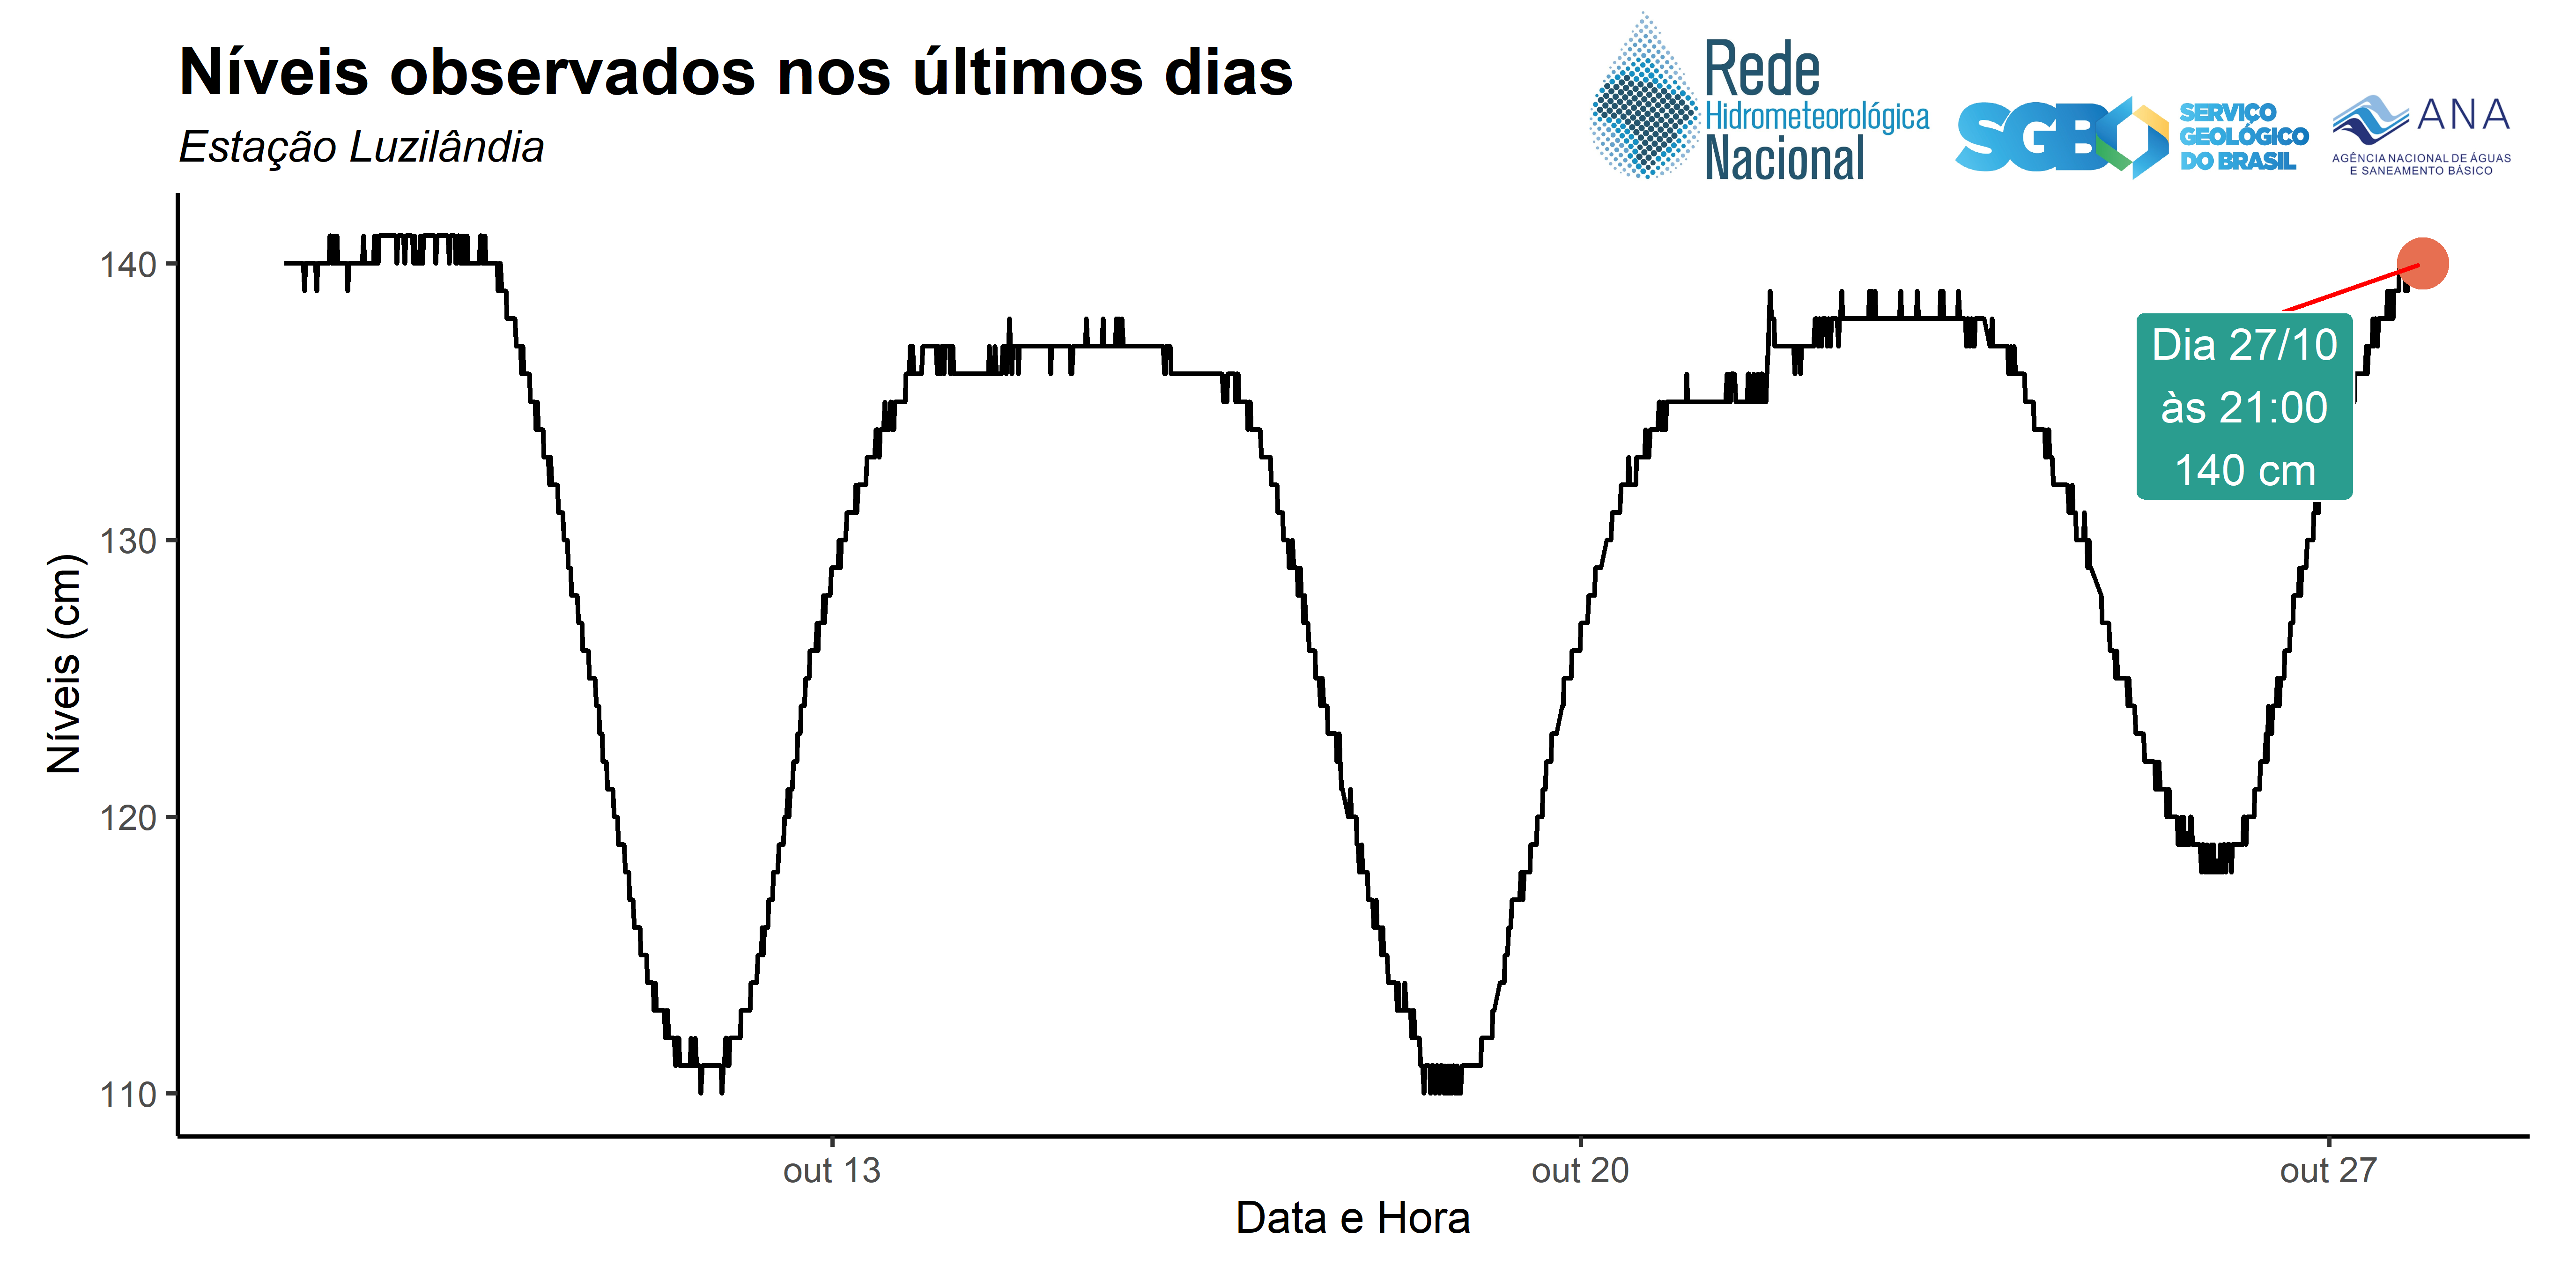 Níveis observados nos últimos dias
Estação Luzilândia
Rede
Hidrometeorológica
Nacional
SGB
SERVIÇO
GEOLÓGICO
DO BRASIL
ANA
AGÊNCIA NACIONAL DE ÁGUAS
E SANEAMENTO BÁSICO
140
130
120
110
Níveis (cm)
Dia 27/10
às 21:00
140 cm
out 13
out 20
out 27
Data e Hora